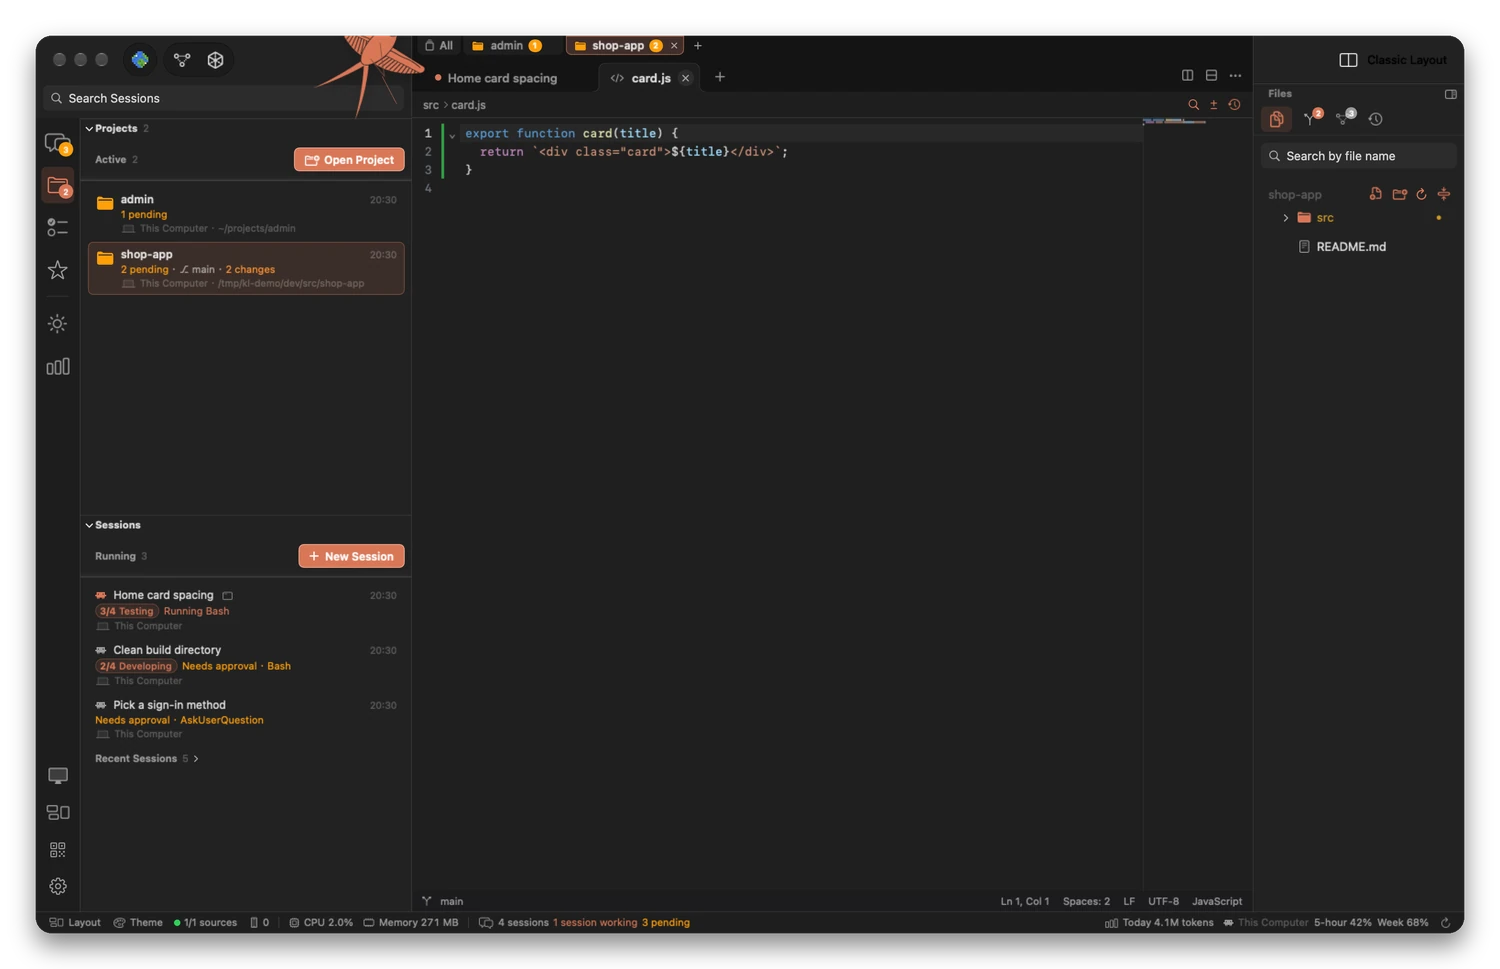 All
admin 1
shop-app 2
Classic Layout
Search Sessions
Home card spacing
card.js
src > card.js
Projects 2
Active 2
Open Project
admin 20:30
1 pending
This Computer · ~/projects/admin
shop-app 20:30
2 pending · main · 2 changes
This Computer · /tmp/kl-demo/dev/src/shop-app
3
2
Sessions
Running 3
New Session
Home card spacing 20:30
3/4 Testing Running Bash
This Computer
Clean build directory 20:30
2/4 Developing Needs approval · Bash
This Computer
Pick a sign-in method 20:30
Needs approval · AskUserQuestion
This Computer
Recent Sessions 5 >
1 export function card(title) {
2 return `<div class="card">${title}</div>`;
3 }
4
main
Ln 1, Col 1 Spaces: 2 LF UTF-8 JavaScript
Files
2 3
Search by file name
shop-app
src
README.md
Layout Theme 1/1 sources 0 CPU 2.0% Memory 271 MB 4 sessions 1 session working 3 pending Today 4.1M tokens This Computer 5-hour 42% Week 68%